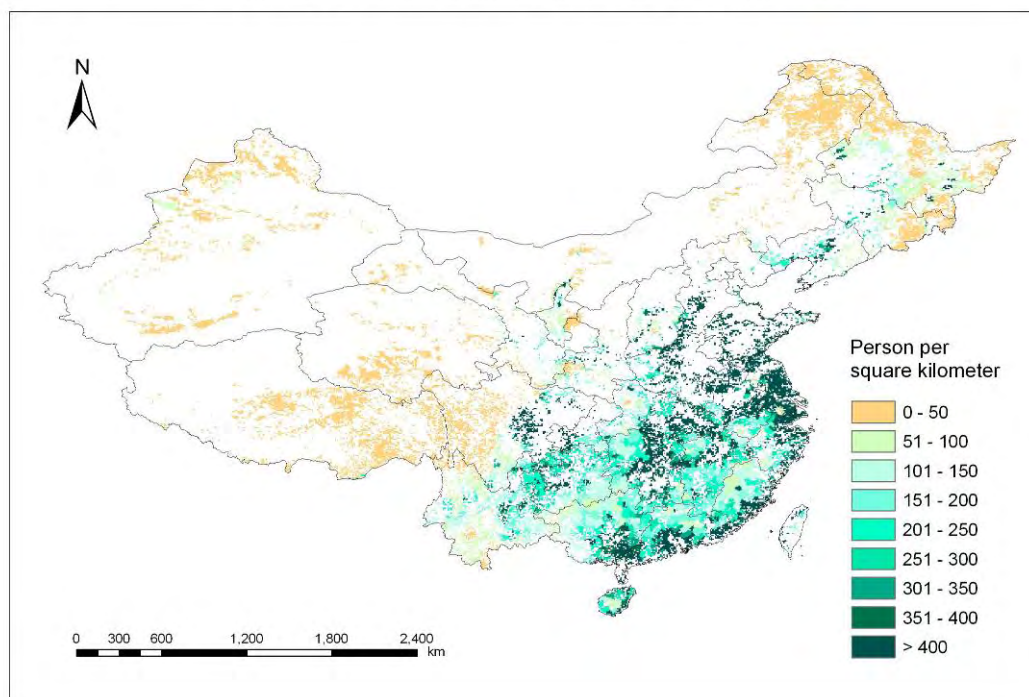 N
Person per
square kilometer
0 - 50
51 - 100
101 - 150
151 - 200
201 - 250
251 - 300
301 - 350
351 - 400
> 400
0 300 600 1,200 1,800 2,400
km